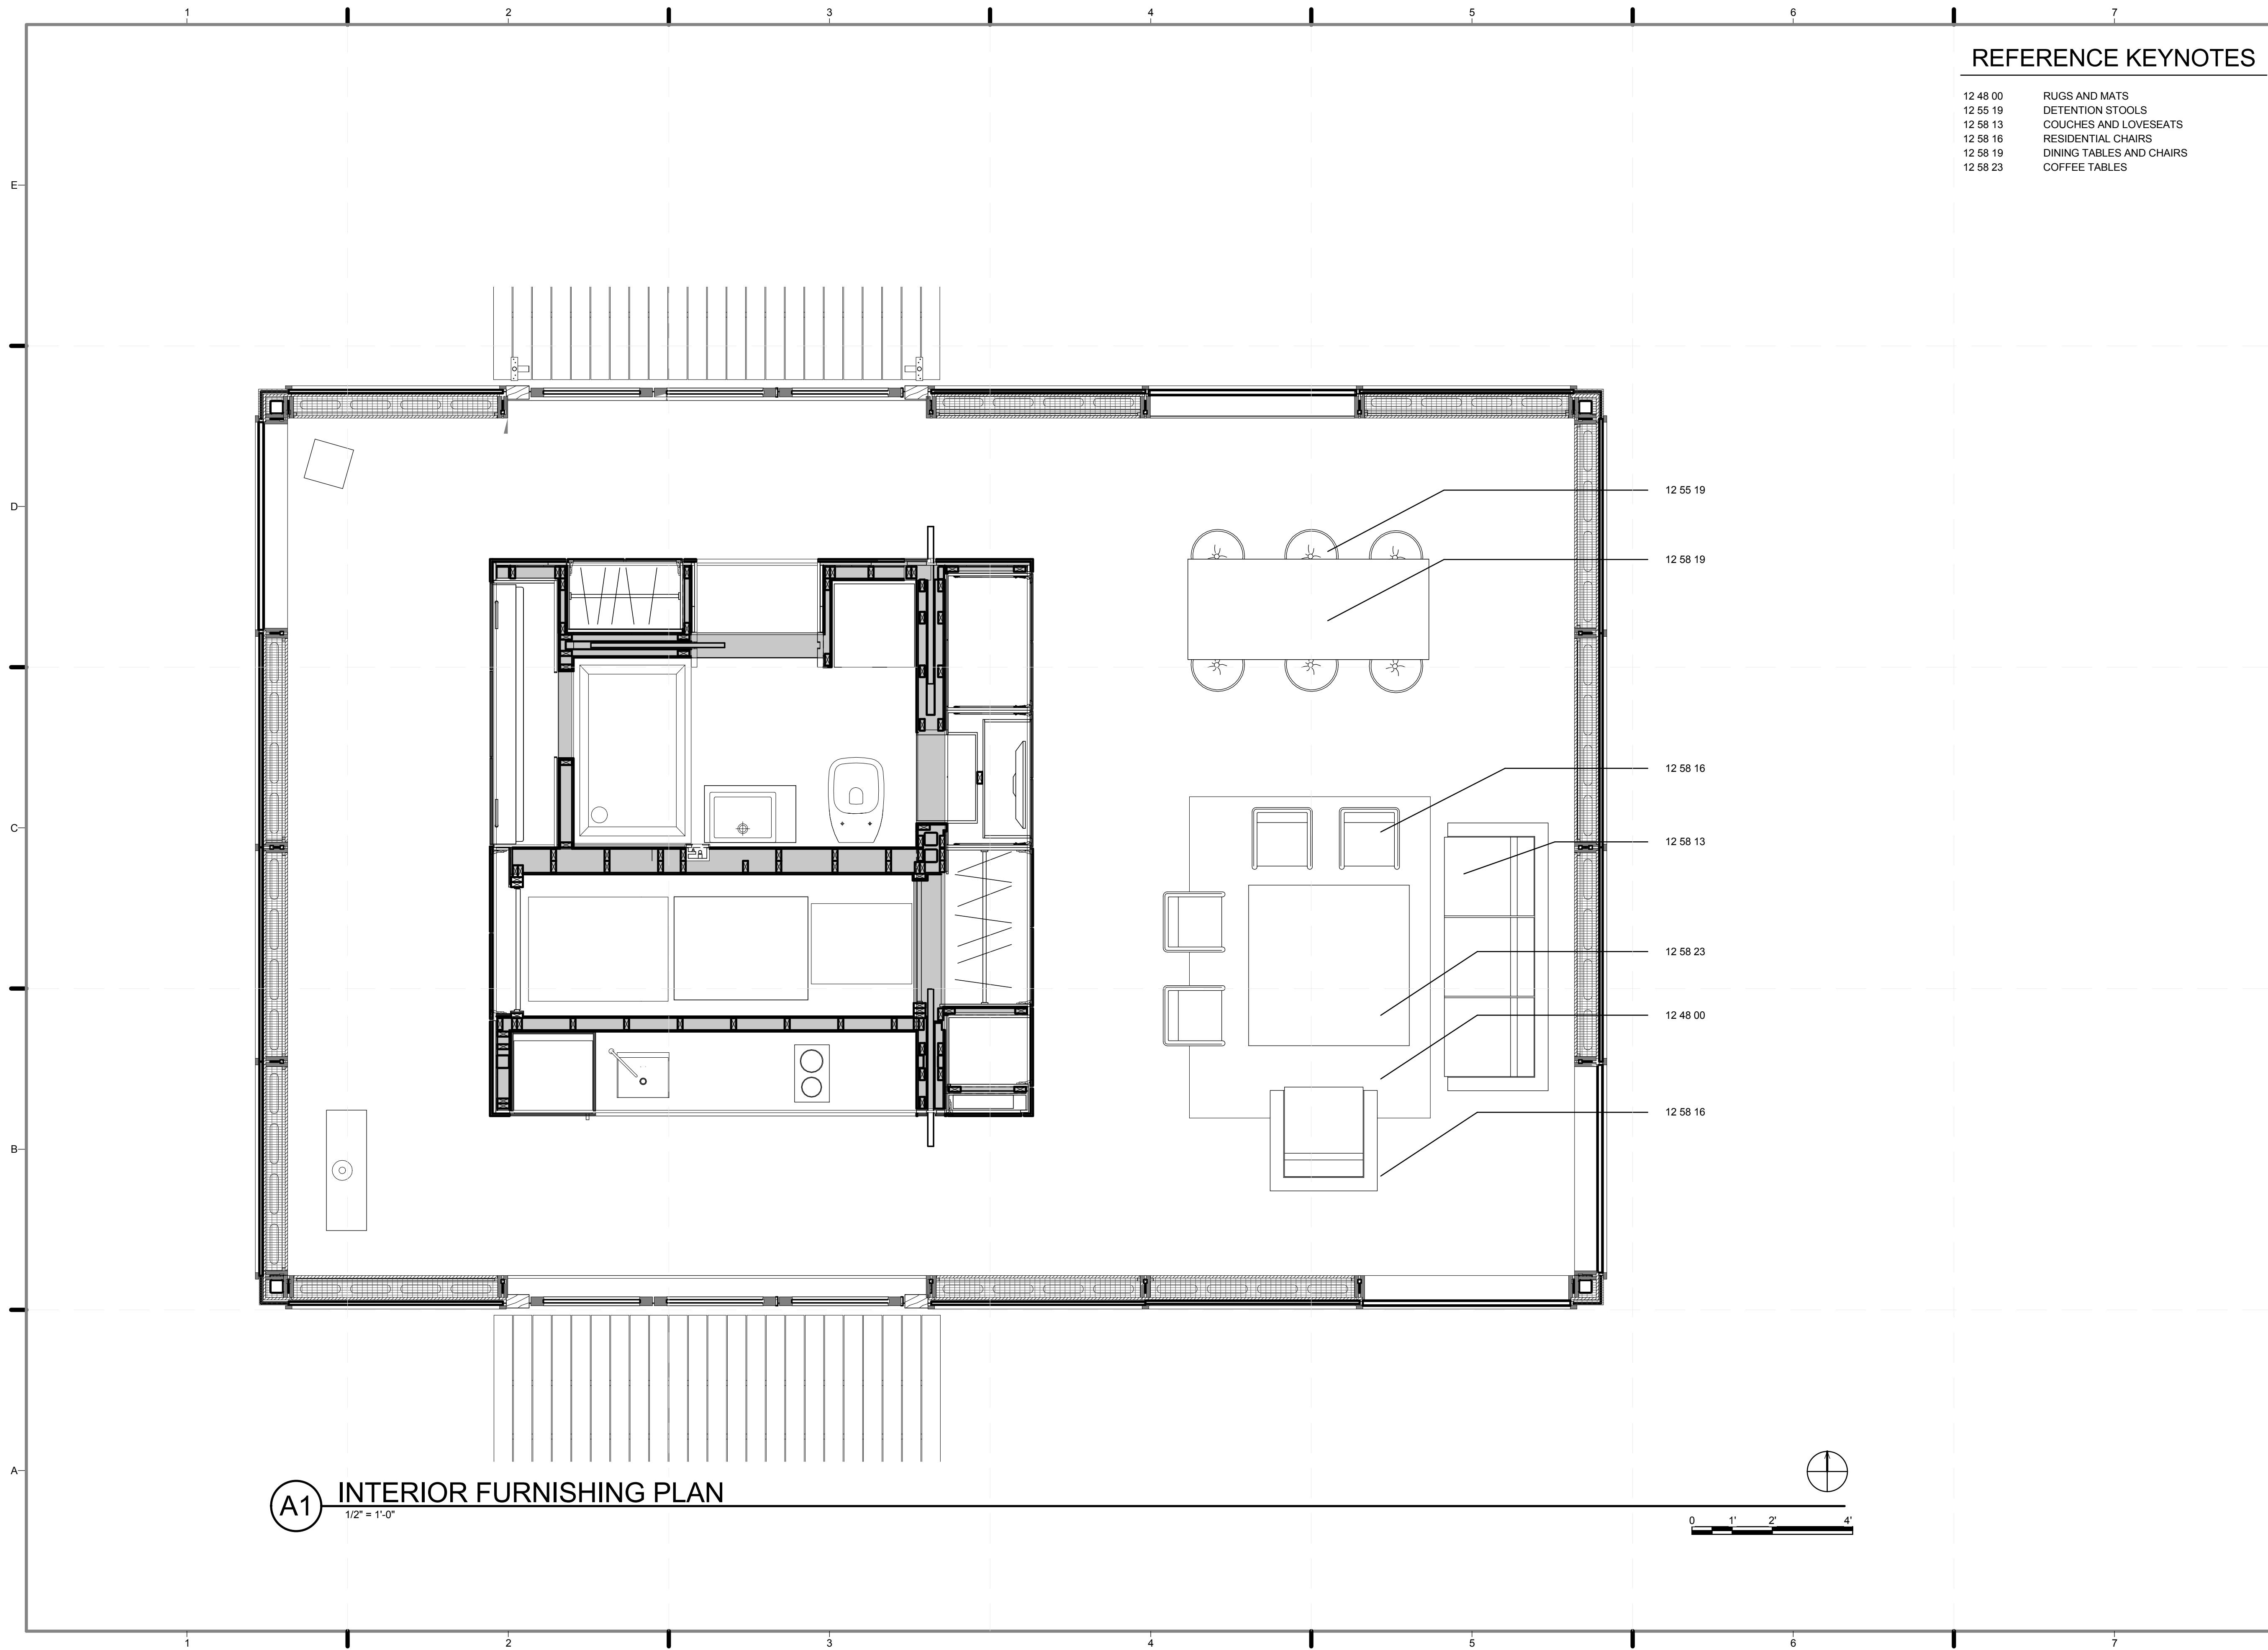 1 2 3 4 5 6 7
REFERENCE KEYNOTES
12 48 00 RUGS AND MATS
12 55 19 DETENTION STOOLS
12 58 13 COUCHES AND LOVESEATS
12 58 16 RESIDENTIAL CHAIRS
12 58 19 DINING TABLES AND CHAIRS
12 58 23 COFFEE TABLES
E
D
12 55 19
12 58 19
12 58 16
C
12 58 13
12 58 23
12 48 00
12 58 16
B
A
A1 INTERIOR FURNISHING PLAN
1/2" = 1'-0"
0 1' 2' 4'
1 2 3 4 5 6 7